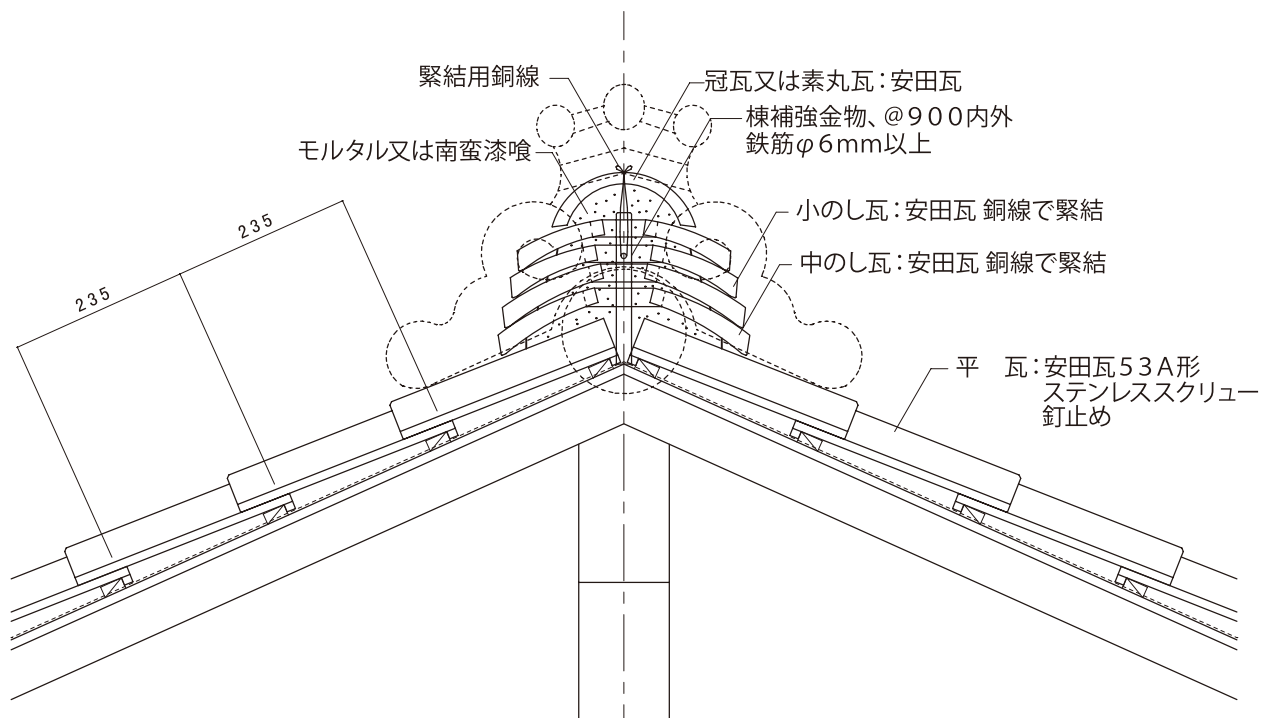 緊結用銅線
冠瓦又は素丸瓦：安田瓦
棟補強金物、＠９００内外
鉄筋φ６mm以上
モルタル又は南蛮漆喰
小のし瓦：安田瓦 銅線で緊結
中のし瓦：安田瓦 銅線で緊結
235
235
平　瓦：安田瓦５３Ａ形
ステンレススクリュー
釘止め